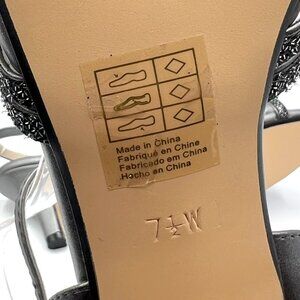 Made in China
Fabriqué en Chine
Fabricado em China
Hecho en China
7½W